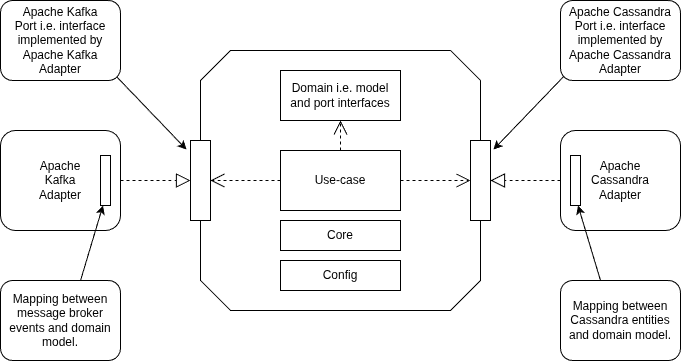 Apache Kafka
Port i.e. interface
implemented by
Apache Kafka
Adapter
Apache Cassandra
Port i.e. interface
implemented by
Apache Cassandra
Adapter
Domain i.e. model
and port interfaces
Apache
Kafka
Adapter
Use-case
Apache
Cassandra
Adapter
Core
Config
Mapping between
message broker
events and domain
model.
Mapping between
Cassandra entities
and domain model.